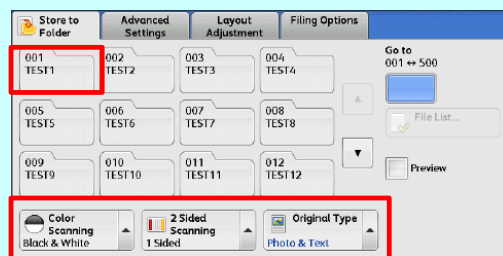 Store to
Folder
Advanced
Settings
Layout
Adjustment
Filing Options
001
TEST1
002
TEST2
003
TEST3
004
TEST4
Go to
001 ↔ 500
005
TEST5
006
TEST6
007
TEST7
008
TEST8
File List...
009
TEST9
010
TEST10
011
TEST11
012
TEST12
Preview
Color
Scanning
Black & White
2 Sided
Scanning
1 Sided
Original Type
Photo & Text